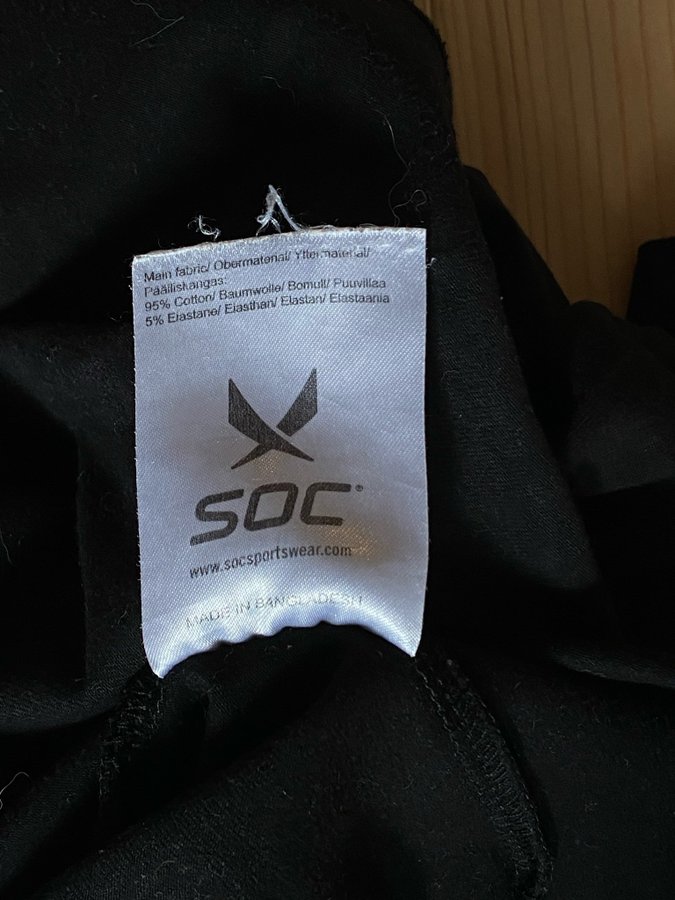 Main fabric/ Obermaterial/ Yttermaterial/
Päälliskangas:
95% Cotton/ Baumwolle/ Bomull/ Puuvillaa
5% Elastane/ Elasthan/ Elastan/ Elastaania
SOC®
www.socsportswear.com
MADE IN BANGLADESH